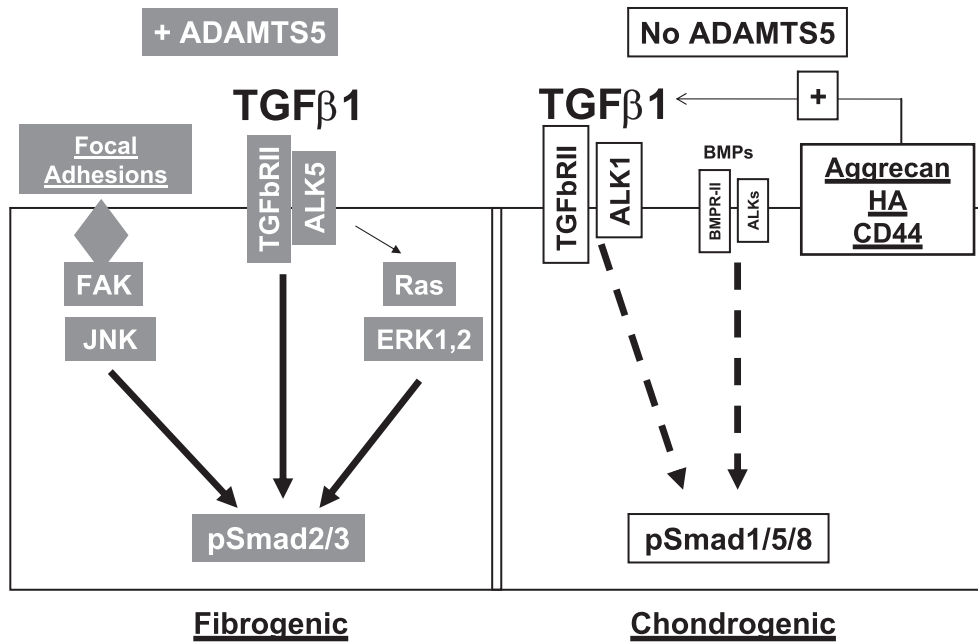 + ADAMTS5
No ADAMTS5
TGFβ1
Focal
Adhesions
TGFbRII
ALK5
FAK
JNK
Ras
ERK1,2
pSmad2/3
Fibrogenic
TGFβ1
+
TGFbRII
ALK1
BMPs
BMPR-II
ALKs
Aggrecan
HA
CD44
pSmad1/5/8
Chondrogenic